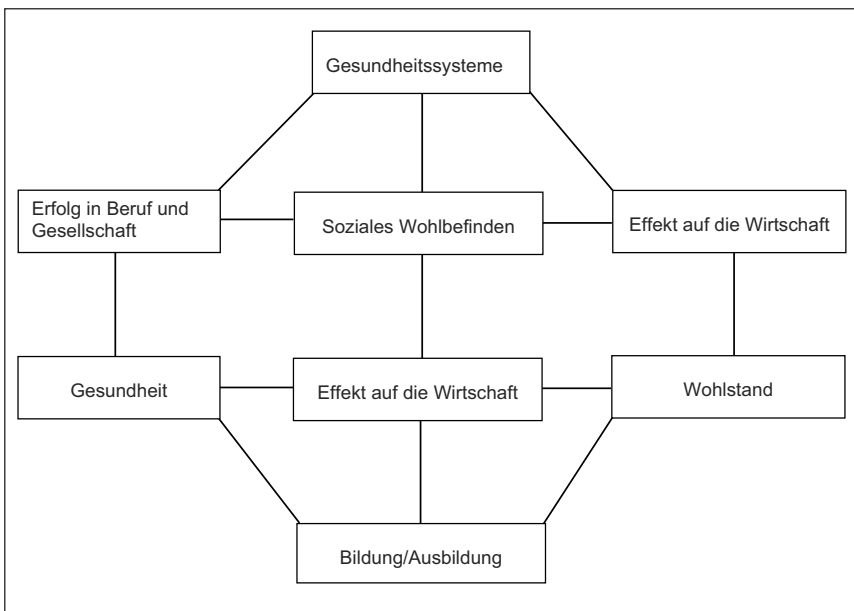 Gesundheitssysteme
Erfolg in Beruf und
Gesellschaft
Soziales Wohlbefinden
Effekt auf die Wirtschaft
Gesundheit
Effekt auf die Wirtschaft
Wohlstand
Bildung/Ausbildung